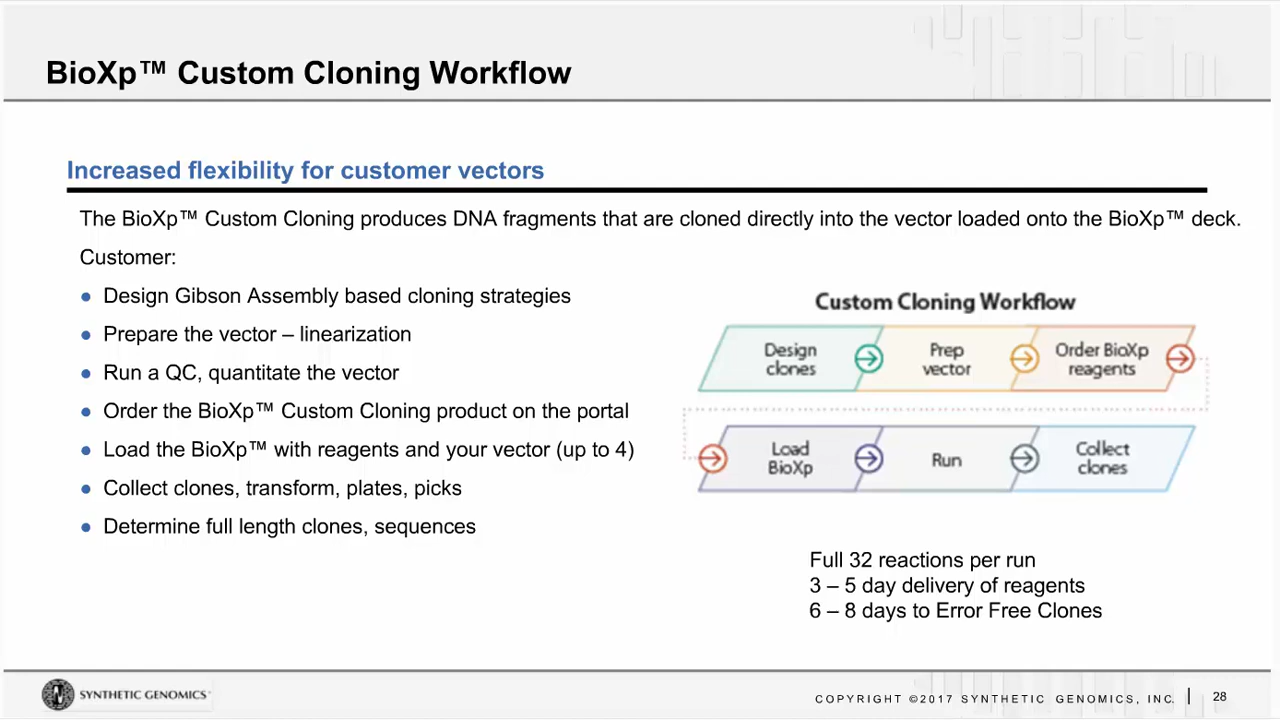 BioXp™ Custom Cloning Workflow
Increased flexibility for customer vectors
The BioXp™ Custom Cloning produces DNA fragments that are cloned directly into the vector loaded onto the BioXp™ deck.
Customer:
● Design Gibson Assembly based cloning strategies
● Prepare the vector – linearization
● Run a QC, quantitate the vector
● Order the BioXp™ Custom Cloning product on the portal
● Load the BioXp™ with reagents and your vector (up to 4)
● Collect clones, transform, plates, picks
● Determine full length clones, sequences
Custom Cloning Workflow
Design
clones
Prep
vector
Order BioXp
reagents
Load
BioXp
Run
Collect
clones
Full 32 reactions per run
3 – 5 day delivery of reagents
6 – 8 days to Error Free Clones
SYNTHETIC GENOMICS
COPYRIGHT ©2017 SYNTHETIC GENOMICS, INC. | 28